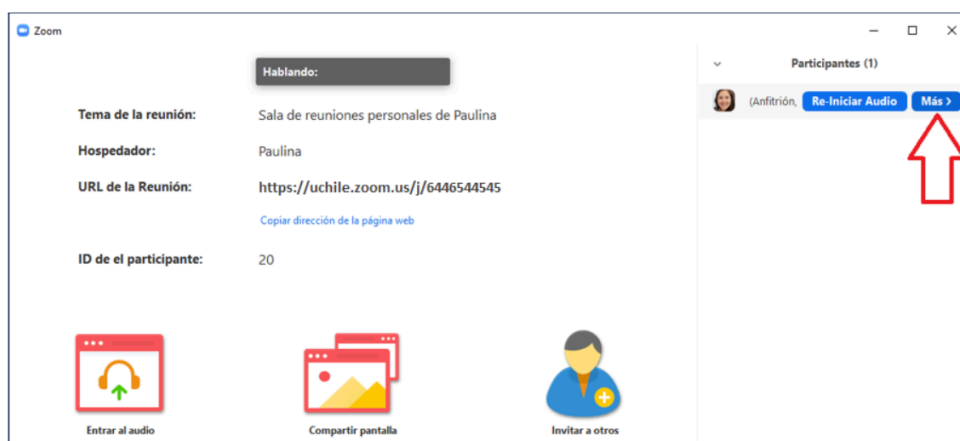 Zoom
Hablando:
Participantes (1)
(Anfitrión, Re-Iniciar Audio Más >
Tema de la reunión: Sala de reuniones personales de Paulina
Hospedador: Paulina
URL de la Reunión: https://uchile.zoom.us/j/6446544545
Copiar dirección de la página web
ID de el participante: 20
Entrar al audio Compartir pantalla Invitar a otros